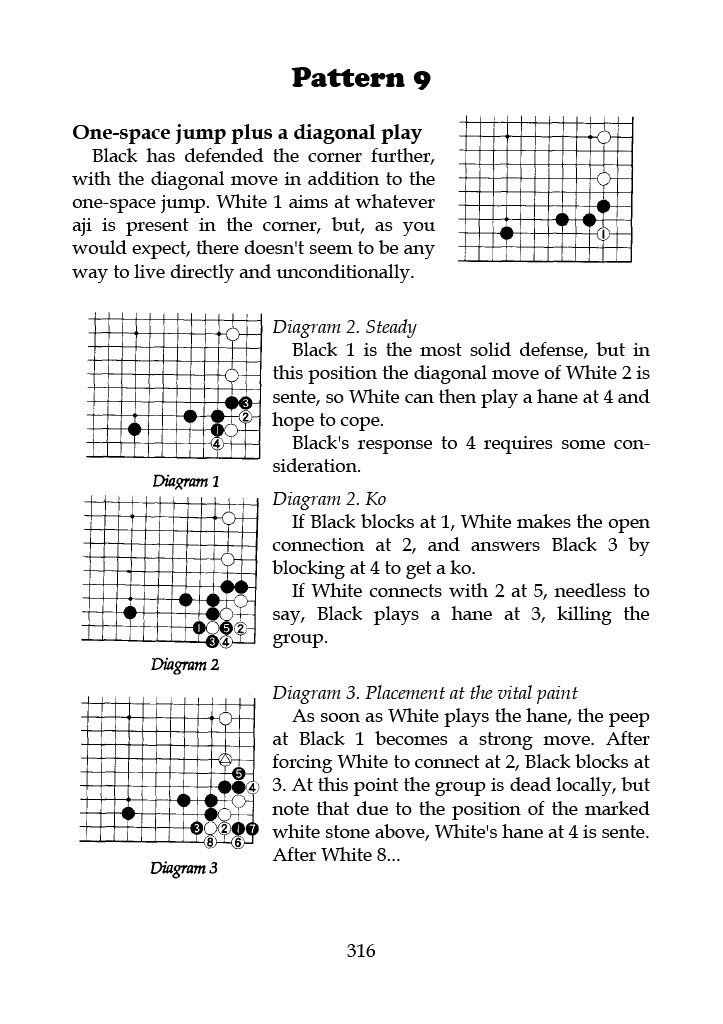 Pattern 9
One-space jump plus a diagonal play
Black has defended the corner further,
with the diagonal move in addition to the
one-space jump. White 1 aims at whatever
aji is present in the corner, but, as you
would expect, there doesn't seem to be any
way to live directly and unconditionally.
1
Diagram 2. Steady
Black 1 is the most solid defense, but in
this position the diagonal move of White 2 is
sente, so White can then play a hane at 4 and
hope to cope.
Black's response to 4 requires some con-
sideration.
3
2
1
4
Diagram 1
Diagram 2. Ko
If Black blocks at 1, White makes the open
connection at 2, and answers Black 3 by
blocking at 4 to get a ko.
If White connects with 2 at 5, needless to
say, Black plays a hane at 3, killing the
group.
1 5 2
3 4
Diagram 2
Diagram 3. Placement at the vital paint
As soon as White plays the hane, the peep
at Black 1 becomes a strong move. After
forcing White to connect at 2, Black blocks at
3. At this point the group is dead locally, but
note that due to the position of the marked
white stone above, White's hane at 4 is sente.
After White 8...
5
4
3 2 1 7
8 6
Diagram 3
316